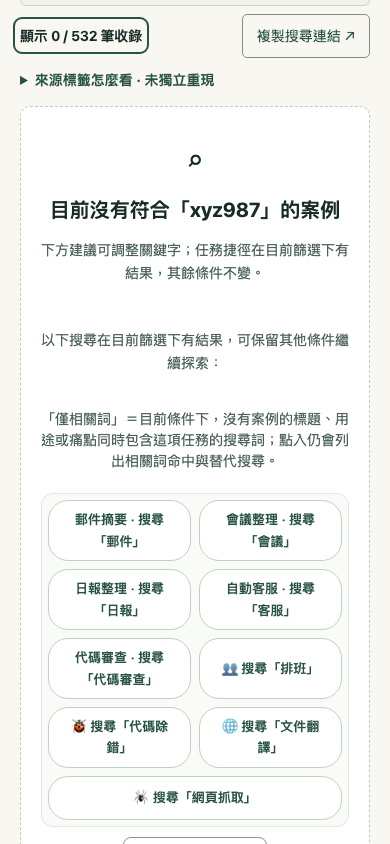 顯示 0 / 532 筆收錄
複製搜尋連結 ↗
▶ 來源標籤怎麼看 · 未獨立重現
目前沒有符合「xyz987」的案例
下方建議可調整關鍵字；任務捷徑在目前篩選下有
結果，其餘條件不變。
以下搜尋在目前篩選下有結果，可保留其他條件繼
續探索：
「僅相關詞」＝目前條件下，沒有案例的標題、用
途或痛點同時包含這項任務的搜尋詞；點入仍會列
出相關詞命中與替代搜尋。
郵件摘要 · 搜尋
「郵件」
會議整理 · 搜尋
「會議」
日報整理 · 搜尋
「日報」
自動客服 · 搜尋
「客服」
代碼審查 · 搜尋
「代碼審查」
👥 搜尋「排班」
🐞 搜尋「代碼除
錯」
🌐 搜尋「文件翻
譯」
🕷 搜尋「網頁抓取」